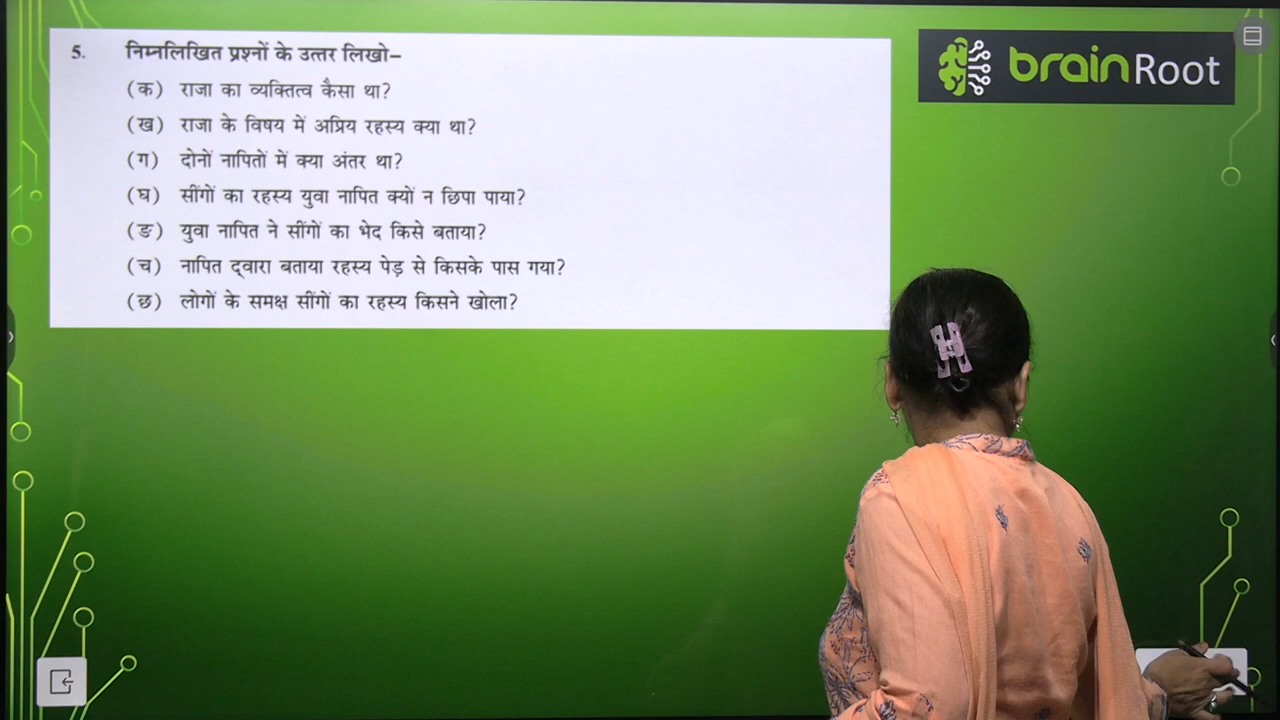 5. निम्नलिखित प्रश्नों के उत्तर लिखो–
(क) राजा का व्यक्तित्व कैसा था?
(ख) राजा के विषय में अप्रिय रहस्य क्या था?
(ग) दोनों नापितों में क्या अंतर था?
(घ) सींगों का रहस्य युवा नापित क्यों न छिपा पाया?
(ङ) युवा नापित ने सींगों का भेद किसे बताया?
(च) नापित द्वारा बताया रहस्य पेड़ से किसके पास गया?
(छ) लोगों के समक्ष सींगों का रहस्य किसने खोला?
brainRoot